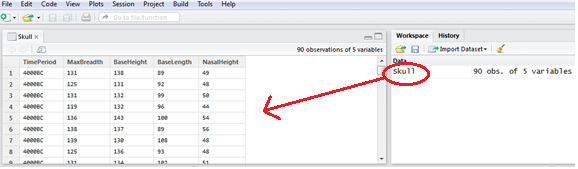 File Edit Code View Plots Session Project Build Tools Help
Go to file/function
Skull
90 observations of 5 variables
TimePeriod MaxBreadth BaseHeight BaseLength NasalHeight
1 4000BC 131 138 89 49
2 4000BC 125 131 92 48
3 4000BC 131 132 99 50
4 4000BC 119 132 96 44
5 4000BC 136 143 100 54
6 4000BC 138 137 89 56
7 4000BC 139 130 108 48
8 4000BC 125 136 93 48
9 4000BC 131 134 102 51
Workspace History
Import Dataset
Data
Skull 90 obs. of 5 variables